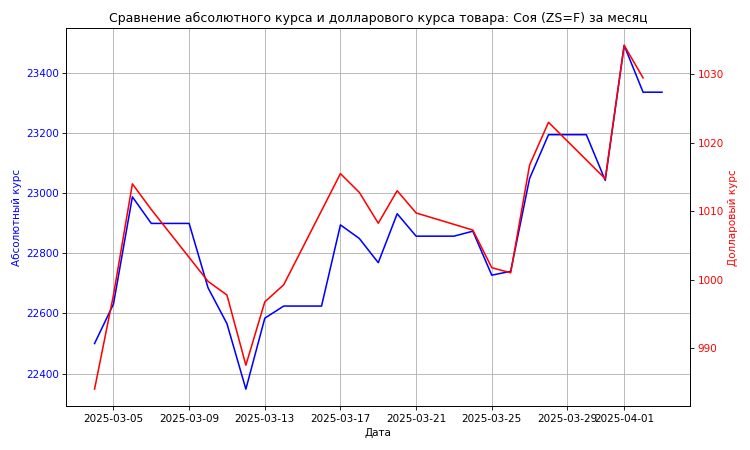 Сравнение абсолютного курса и долларового курса товара: Соя (ZS=F) за месяц
Абсолютный курс
23400
23200
23000
22800
22600
22400
1030
1020
1010
1000
990
Долларовый курс
2025-03-05 2025-03-09 2025-03-13 2025-03-17 2025-03-21 2025-03-25 2025-03-29 2025-04-01
Дата